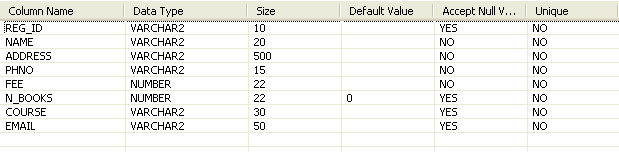 Column Name Data Type Size Default Value Accept Null V... Unique
REG_ID VARCHAR2 10 YES NO
NAME VARCHAR2 20 NO NO
ADDRESS VARCHAR2 500 NO NO
PHNO VARCHAR2 15 NO NO
FEE NUMBER 22 NO NO
N_BOOKS NUMBER 22 0 YES NO
COURSE VARCHAR2 30 YES NO
EMAIL VARCHAR2 50 YES NO